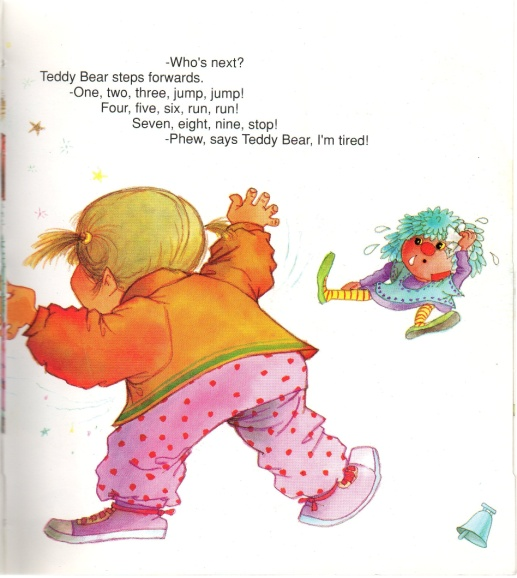 -Who's next?
Teddy Bear steps forwards.
-One, two, three, jump, jump!
Four, five, six, run, run!
Seven, eight, nine, stop!
-Phew, says Teddy Bear, I'm tired!